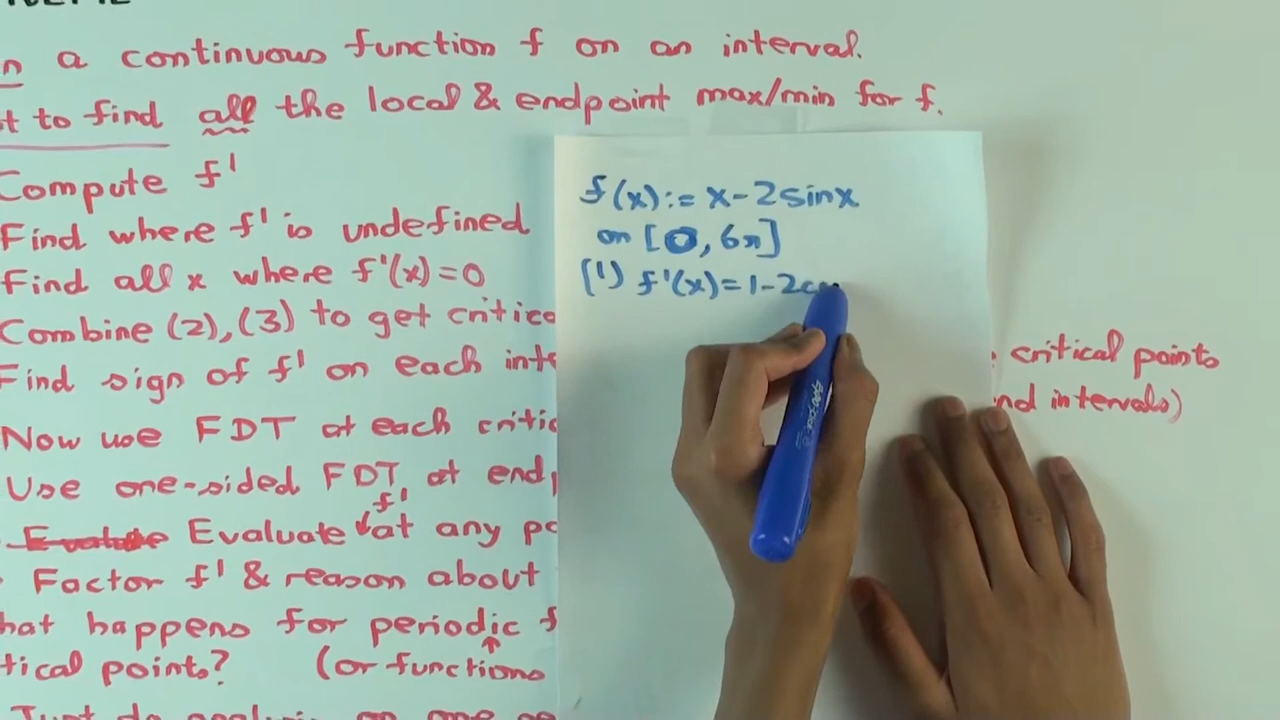 a continuous function f on an interval.
t to find all the local & endpoint max/min for f.
Compute f'
Find where f' is undefined
Find all x where f'(x)=0
Combine (2),(3) to get critica
Find sign of f' on each inte
Now use FDT at each critic
Use one-sided FDT at end
Evaluate f' at any po
Factor f' & reason about
hat happens for periodic f
tical points? (or functions
f(x):= x-2sinx
on [0, 6π]
(1) f'(x)=1-2co
critical points
nd intervals)